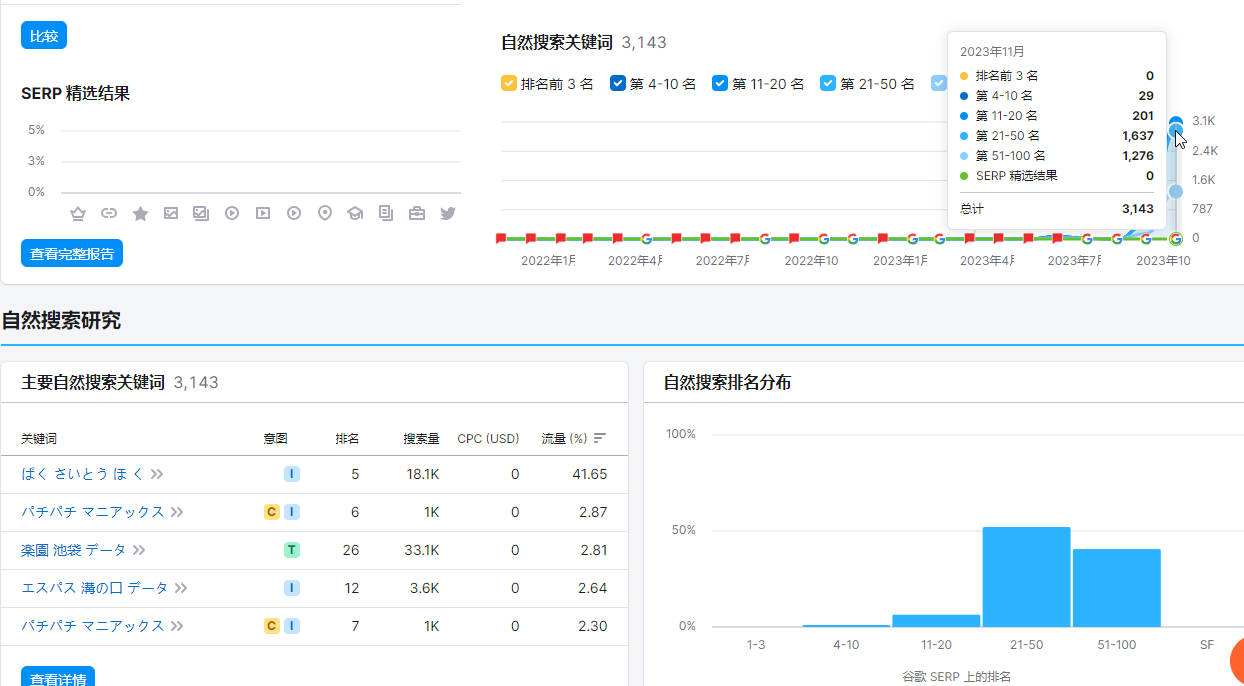 比较
SERP 精选结果
5%
3%
0%
查看完整报告
自然搜索关键词 3,143
排名前 3 名 第 4-10 名 第 11-20 名 第 21-50 名
2023年11月
排名前 3 名 0
第 4-10 名 29
第 11-20 名 201
第 21-50 名 1,637
第 51-100 名 1,276
SERP 精选结果 0
总计 3,143
3.1K
2.4K
1.6K
787
0
2022年1月 2022年4月 2022年7月 2022年10 2023年1月 2023年4月 2023年7月 2023年10
自然搜索研究
主要自然搜索关键词 3,143
关键词 意图 排名 搜索量 CPC (USD) 流量 (%)
ばく さいとう ほ く I 5 18.1K 0 41.65
パチパチ マニアックス C I 6 1K 0 2.87
楽園 池袋 データ T 26 33.1K 0 2.81
エスパス 溝の口 データ I 12 3.6K 0 2.64
パチパチ マニアックス C I 7 1K 0 2.30
查看详情
自然搜索排名分布
100%
50%
0%
1-3 4-10 11-20 21-50 51-100 SF
谷歌 SERP 上的排名